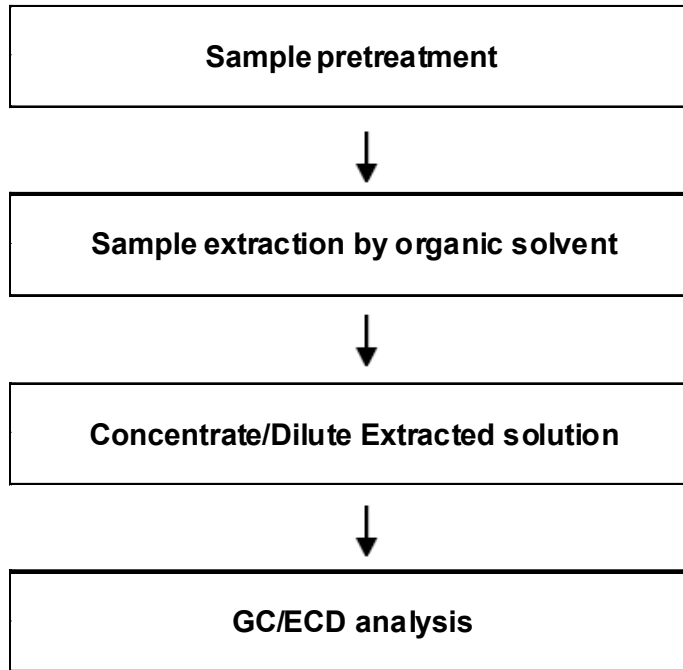 Sample pretreatment
Sample extraction by organic solvent
Concentrate/Dilute Extracted solution
GC/ECD analysis